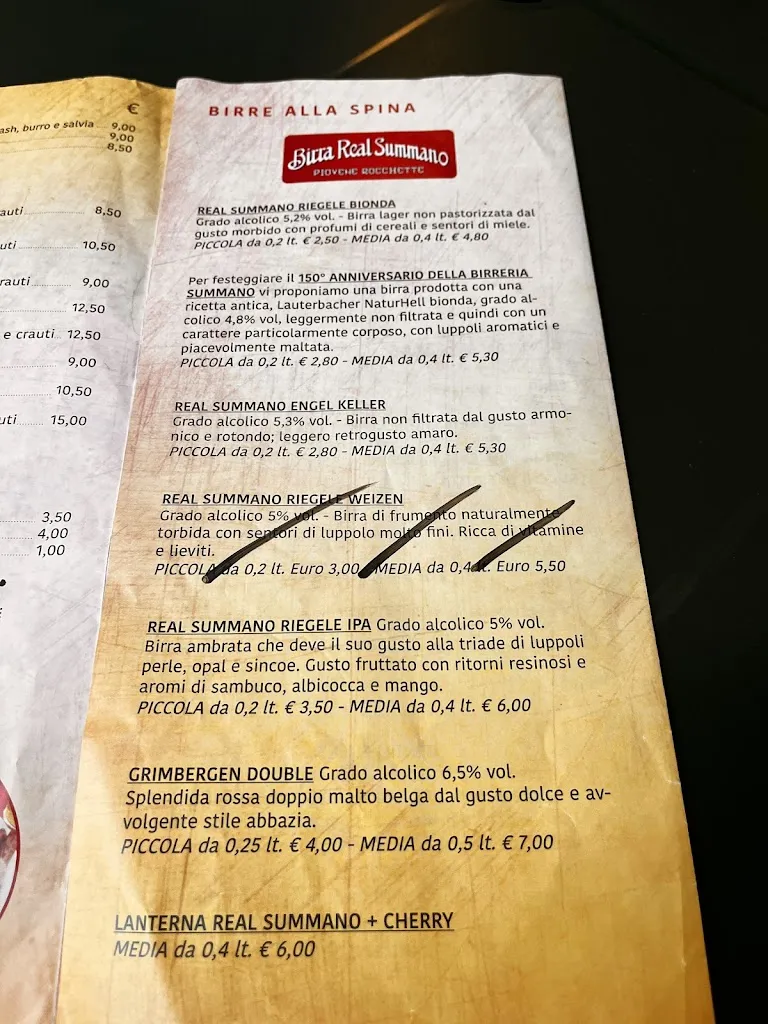 €
ash, burro e salvia 9,00
9,00
8,50
auti 8,50
uti 10,50
rauti 9,00
12,50
e crauti 12,50
9,00
10,50
uti 15,00
3,50
4,00
1,00
BIRRE ALLA SPINA
Birra Real Summano
PIOVENE ROCCHETTE
REAL SUMMANO RIEGELE BIONDA
Grado alcolico 5,2% vol. - Birra lager non pastorizzata dal
gusto morbido con profumi di cereali e sentori di miele.
PICCOLA da 0,2 lt. € 2,50 - MEDIA da 0,4 lt. € 4,80
Per festeggiare il 150° ANNIVERSARIO DELLA BIRRERIA
SUMMANO vi proponiamo una birra prodotta con una
ricetta antica, Lauterbacher NaturHell bionda, grado al-
colico 4,8% vol, leggermente non filtrata e quindi con un
carattere particolarmente corposo, con luppoli aromatici e
piacevolmente maltata.
PICCOLA da 0,2 lt. € 2,80 - MEDIA da 0,4 lt. € 5,30
REAL SUMMANO ENGEL KELLER
Grado alcolico 5,3% vol. - Birra non filtrata dal gusto armo-
nico e rotondo; leggero retrogusto amaro.
PICCOLA da 0,2 lt. € 2,80 - MEDIA da 0,4 lt. € 5,30
REAL SUMMANO RIEGELE WEIZEN
Grado alcolico 5% vol. - Birra di frumento naturalmente
torbida con sentori di luppolo molto fini. Ricca di vitamine
e lieviti.
PICCOLA da 0,2 lt. Euro 3,00 - MEDIA da 0,4 lt. Euro 5,50
REAL SUMMANO RIEGELE IPA Grado alcolico 5% vol.
Birra ambrata che deve il suo gusto alla triade di luppoli
perle, opal e sincoe. Gusto fruttato con ritorni resinosi e
aromi di sambuco, albicocca e mango.
PICCOLA da 0,2 lt. € 3,50 - MEDIA da 0,4 lt. € 6,00
GRIMBERGEN DOUBLE Grado alcolico 6,5% vol.
Splendida rossa doppio malto belga dal gusto dolce e av-
volgente stile abbazia.
PICCOLA da 0,25 lt. € 4,00 - MEDIA da 0,5 lt. € 7,00
LANTERNA REAL SUMMANO + CHERRY
MEDIA da 0,4 lt. € 6,00